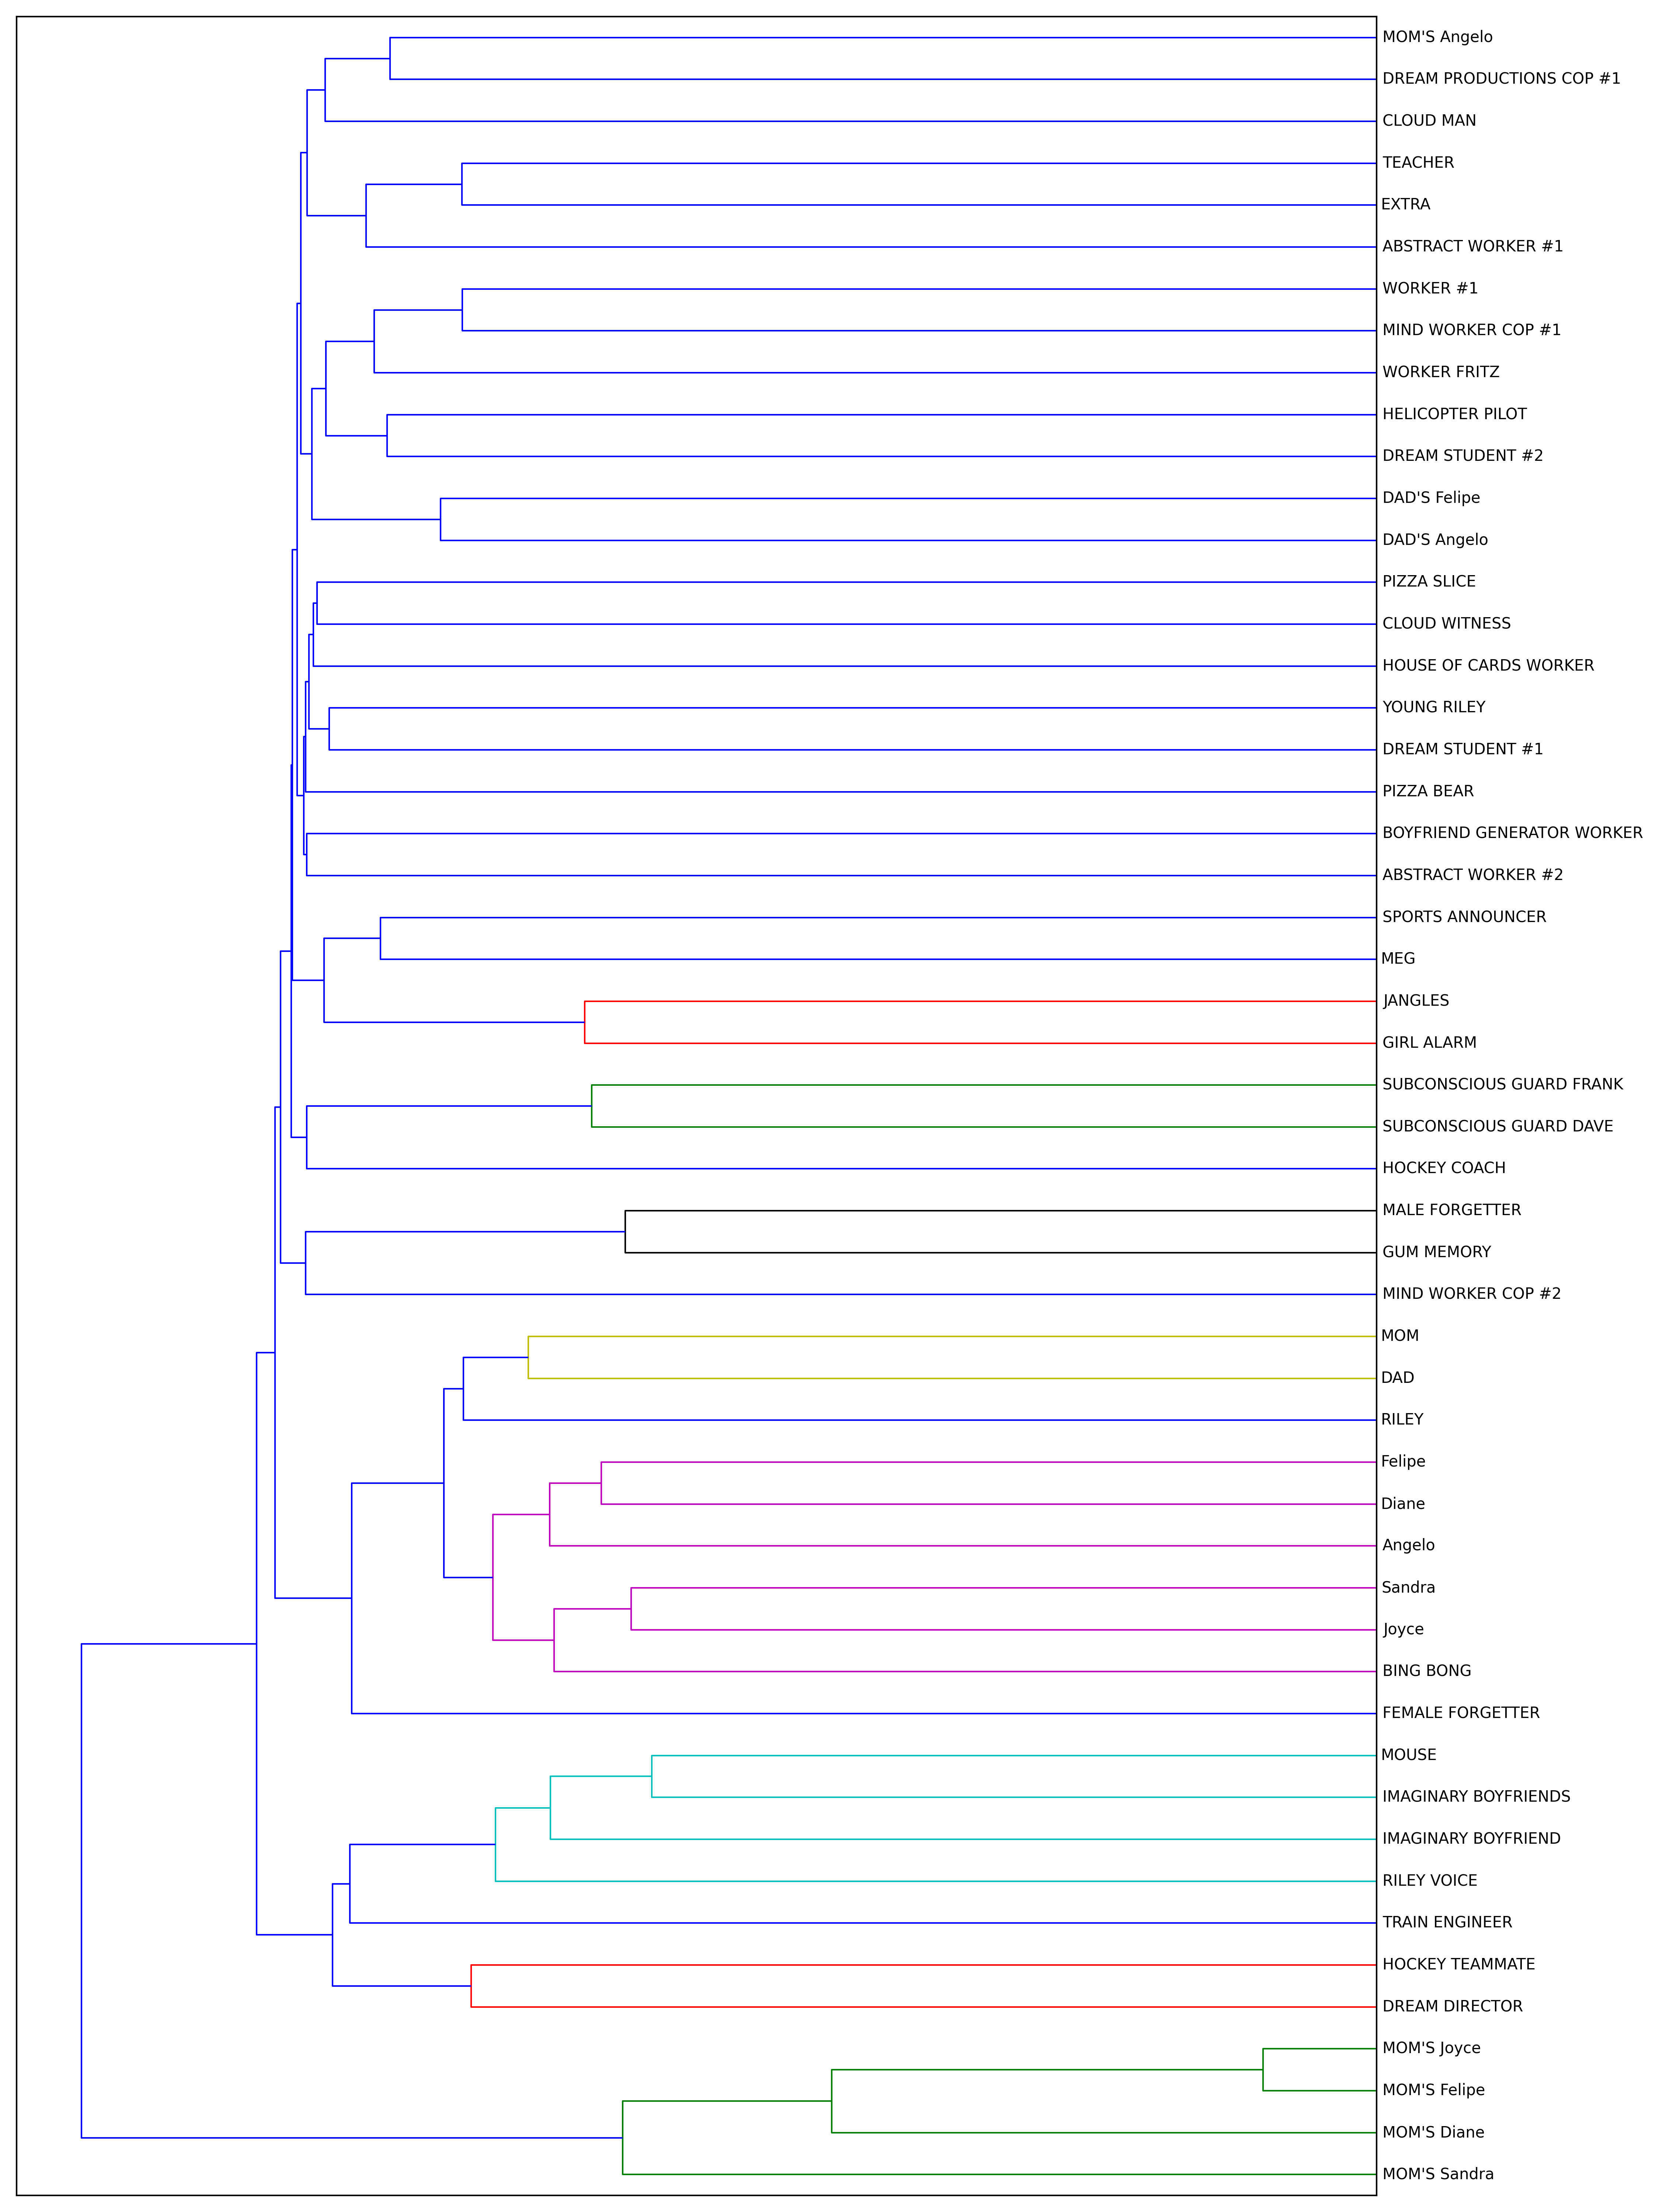 MOM'S Angelo
DREAM PRODUCTIONS COP #1
CLOUD MAN
TEACHER
EXTRA
ABSTRACT WORKER #1
WORKER #1
MIND WORKER COP #1
WORKER FRITZ
HELICOPTER PILOT
DREAM STUDENT #2
DAD'S Felipe
DAD'S Angelo
PIZZA SLICE
CLOUD WITNESS
HOUSE OF CARDS WORKER
YOUNG RILEY
DREAM STUDENT #1
PIZZA BEAR
BOYFRIEND GENERATOR WORKER
ABSTRACT WORKER #2
SPORTS ANNOUNCER
MEG
JANGLES
GIRL ALARM
SUBCONSCIOUS GUARD FRANK
SUBCONSCIOUS GUARD DAVE
HOCKEY COACH
MALE FORGETTER
GUM MEMORY
MIND WORKER COP #2
MOM
DAD
RILEY
Felipe
Diane
Angelo
Sandra
Joyce
BING BONG
FEMALE FORGETTER
MOUSE
IMAGINARY BOYFRIENDS
IMAGINARY BOYFRIEND
RILEY VOICE
TRAIN ENGINEER
HOCKEY TEAMMATE
DREAM DIRECTOR
MOM'S Joyce
MOM'S Felipe
MOM'S Diane
MOM'S Sandra